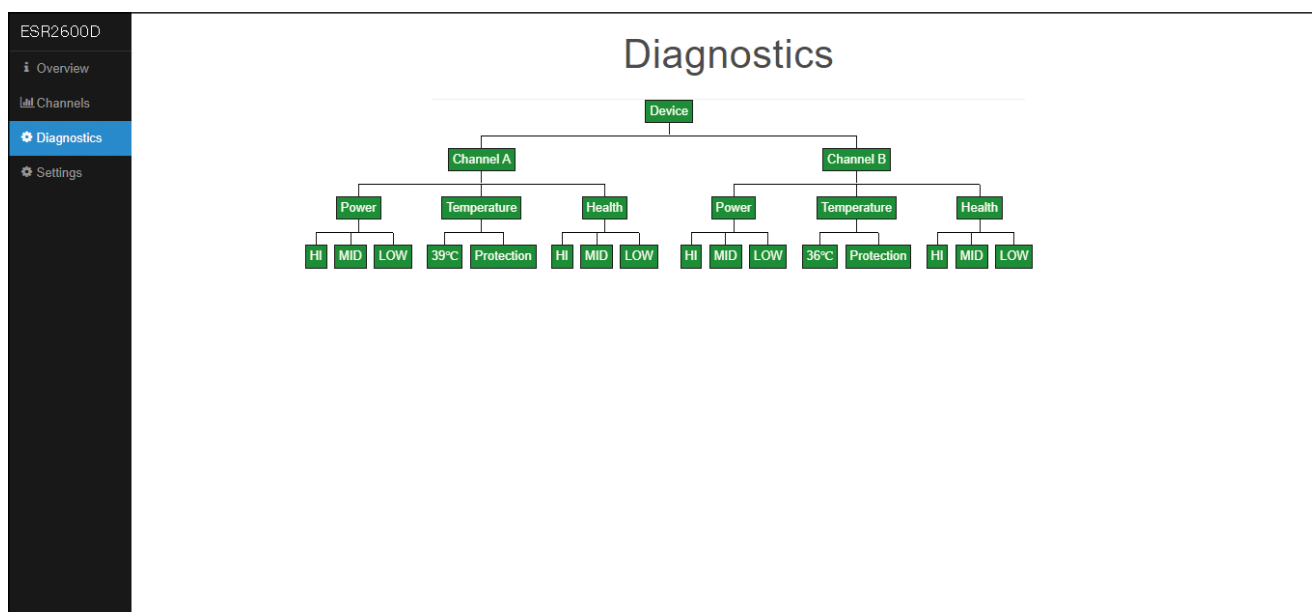 ESR2600D
Overview
Channels
Diagnostics
Settings
Diagnostics
Device
Channel A Channel B
Power Temperature Health Power Temperature Health
HI MID LOW 39°C Protection HI MID LOW HI MID LOW 36°C Protection HI MID LOW